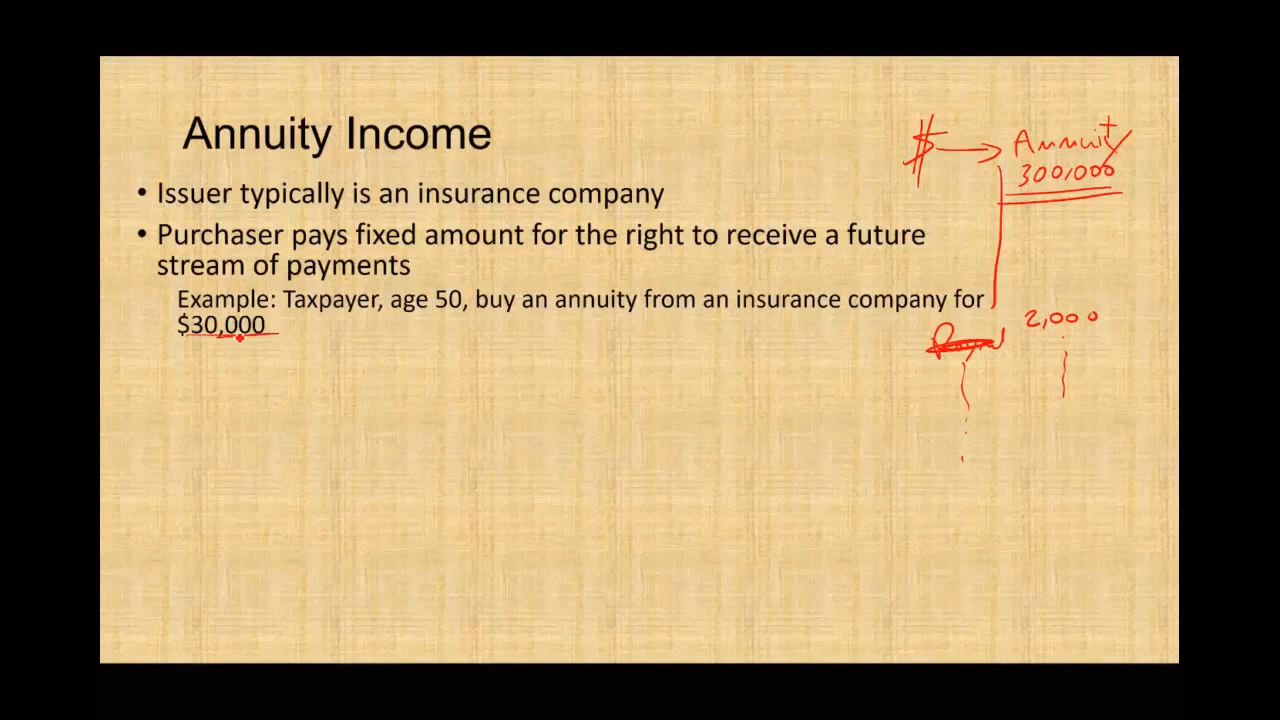 Annuity Income
• Issuer typically is an insurance company
• Purchaser pays fixed amount for the right to receive a future
stream of payments
Example: Taxpayer, age 50, buy an annuity from an insurance company for
$30,000
$ Annuity
300,000
2,000